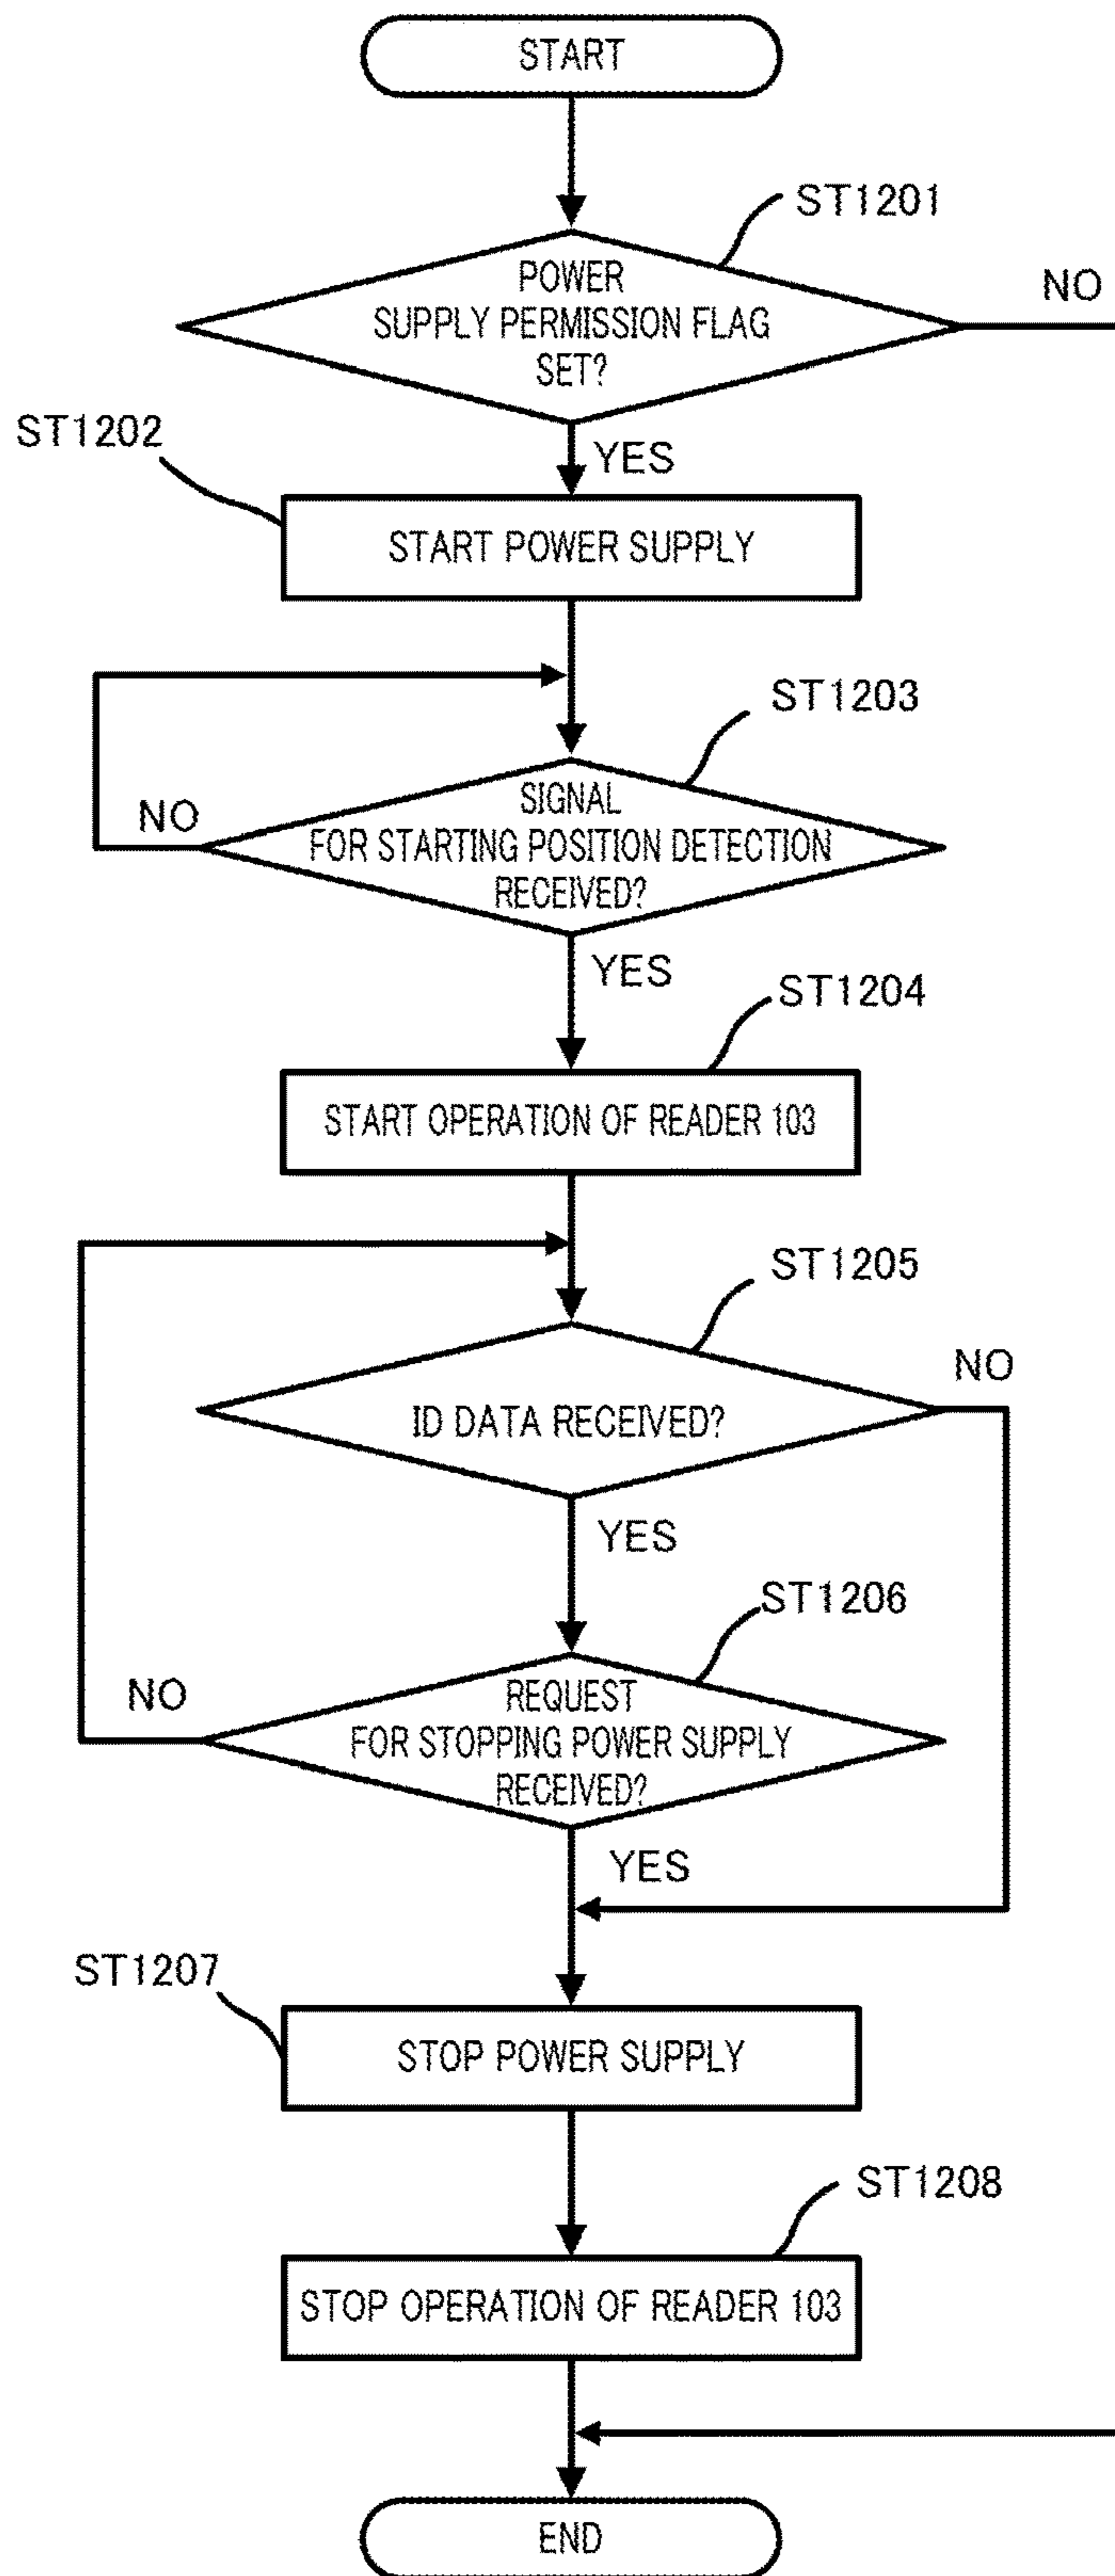 START
ST1201
POWER
SUPPLY PERMISSION FLAG
SET?
NO
ST1202
YES
START POWER SUPPLY
ST1203
SIGNAL
FOR STARTING POSITION DETECTION
RECEIVED?
NO
YES
ST1204
START OPERATION OF READER 103
ST1205
NO
ID DATA RECEIVED?
YES
ST1206
NO
REQUEST
FOR STOPPING POWER SUPPLY
RECEIVED?
YES
ST1207
STOP POWER SUPPLY
ST1208
STOP OPERATION OF READER 103
END